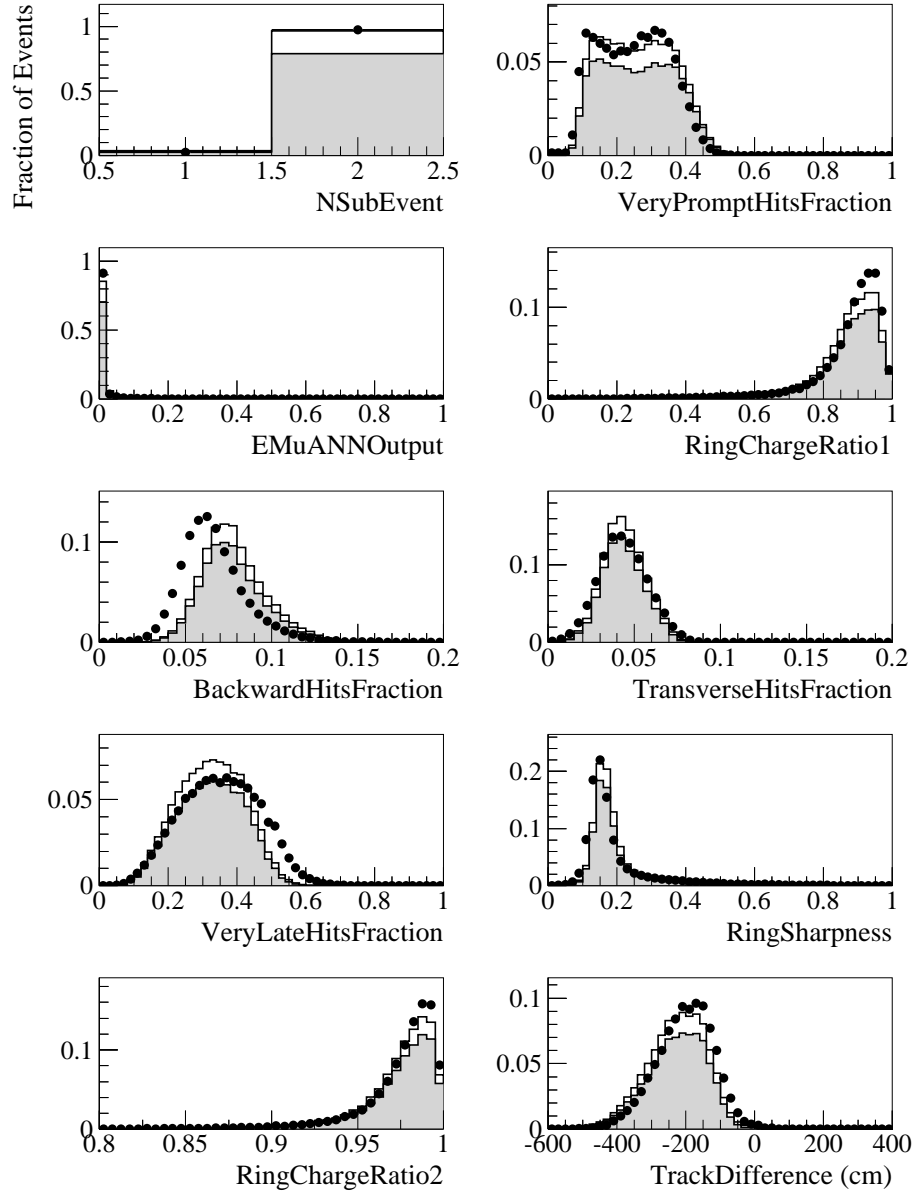 Fraction of Events
1
0.5
0
0.5 1 1.5 2 2.5
NSubEvent
0.05
0
0 0.2 0.4 0.6 0.8 1
VeryPromptHitsFraction
1
0.5
0
0 0.2 0.4 0.6 0.8 1
EMuANNOutput
0.1
0
0 0.2 0.4 0.6 0.8 1
RingChargeRatio1
0.1
0
0 0.05 0.1 0.15 0.2
BackwardHitsFraction
0.1
0
0 0.05 0.1 0.15 0.2
TransverseHitsFraction
0.05
0
0 0.2 0.4 0.6 0.8 1
VeryLateHitsFraction
0.2
0.1
0
0 0.2 0.4 0.6 0.8 1
RingSharpness
0.1
0
0.8 0.85 0.9 0.95 1
RingChargeRatio2
0.1
0.05
0
-600 -400 -200 0 200 400
TrackDifference (cm)